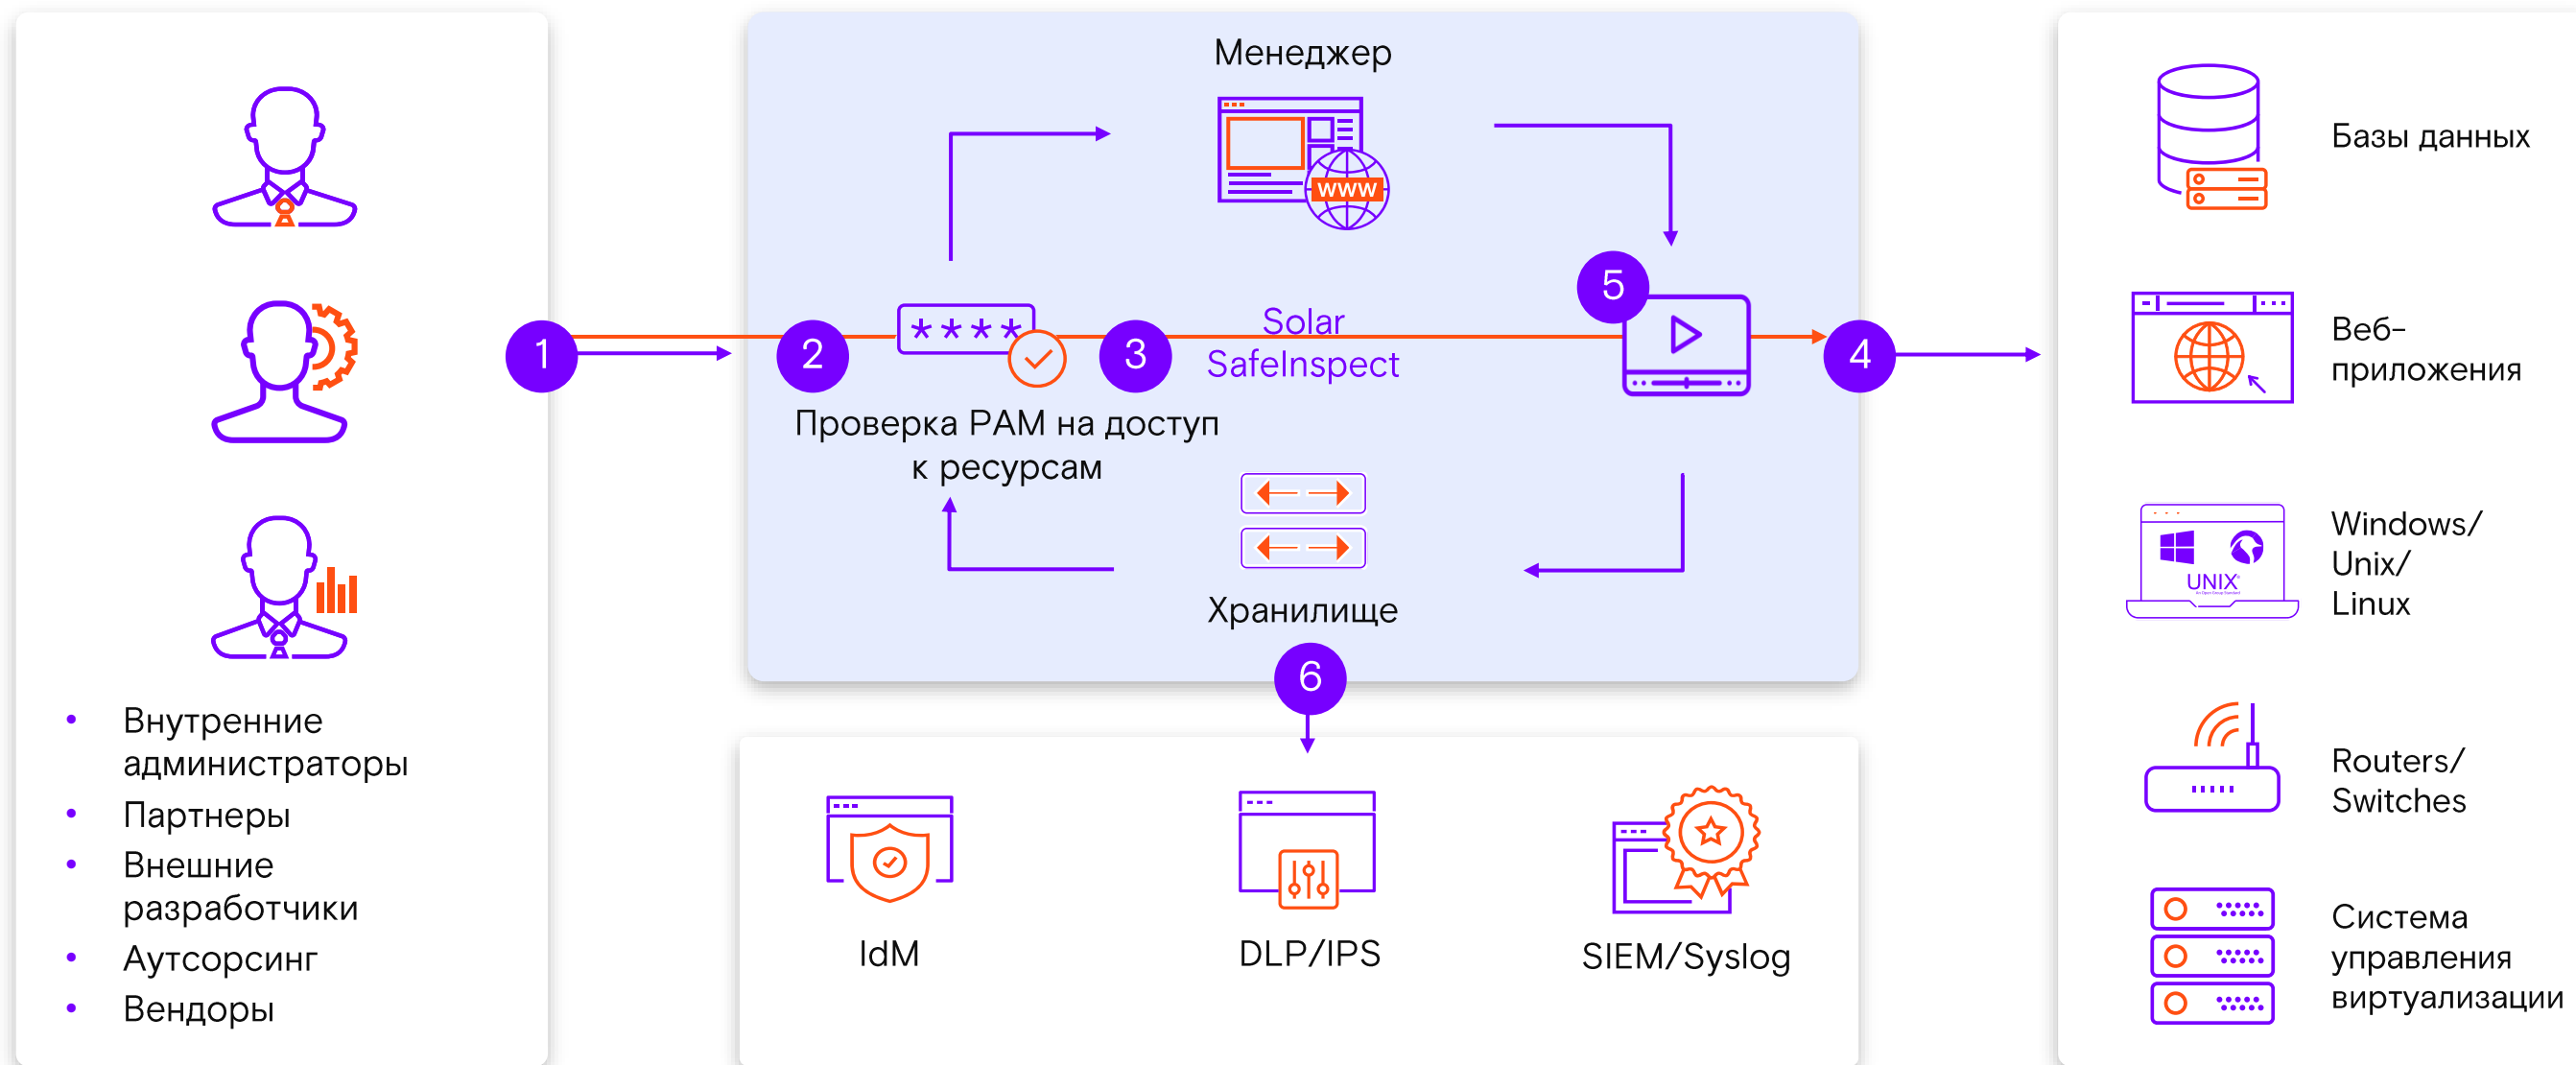 Внутренние
администраторы
Партнеры
Внешние
разработчики
Аутсорсинг
Вендоры
1
Менеджер
www
2
****
3
Solar
SafeInspect
5
4
Проверка PAM на доступ
к ресурсам
Хранилище
6
IdM
DLP/IPS
SIEM/Syslog
Базы данных
Веб-
приложения
UNIX
Windows/
Unix/
Linux
Routers/
Switches
Система
управления
виртуализации